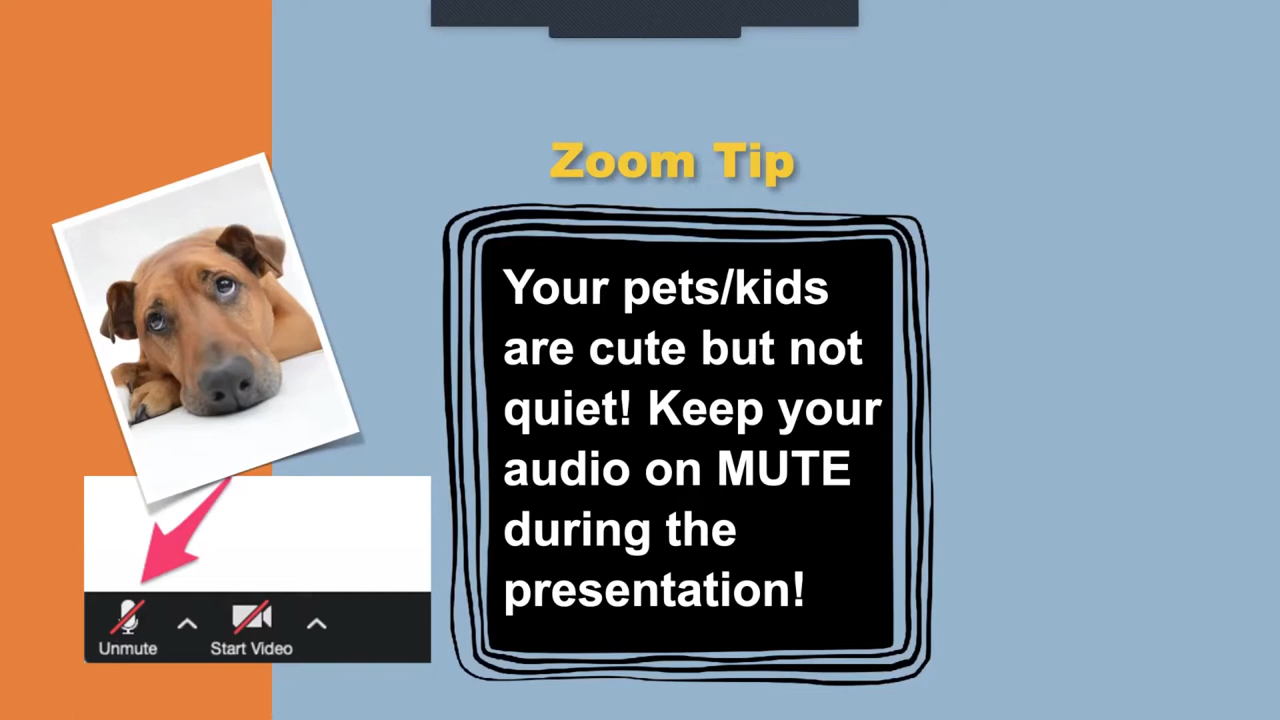 Zoom Tip
Your pets/kids
are cute but not
quiet! Keep your
audio on MUTE
during the
presentation!
Unmute
Start Video